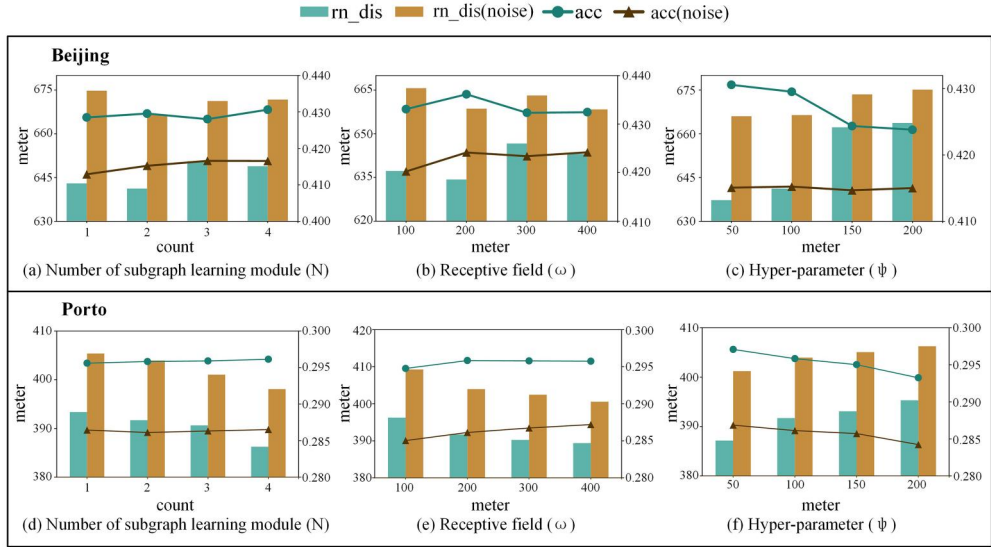 rn_dis rn_dis(noise) acc acc(noise)
Beijing
675 660 645 630
meter
0.440 0.430 0.420 0.410 0.400
1 2 3 4
count
(a) Number of subgraph learning module (N)
665 650 635 620
meter
0.440 0.430 0.420 0.410
100 200 300 400
meter
(b) Receptive field (ω)
675 660 645 630
meter
0.430 0.420 0.410
50 100 150 200
meter
(c) Hyper-parameter (ψ)
Porto
410 400 390 380
meter
0.300 0.295 0.290 0.285 0.280
1 2 3 4
count
(d) Number of subgraph learning module (N)
420 410 400 390 380
meter
0.300 0.295 0.290 0.285 0.280
100 200 300 400
meter
(e) Receptive field (ω)
410 400 390 380
meter
0.300 0.295 0.290 0.285 0.280
50 100 150 200
meter
(f) Hyper-parameter (ψ)